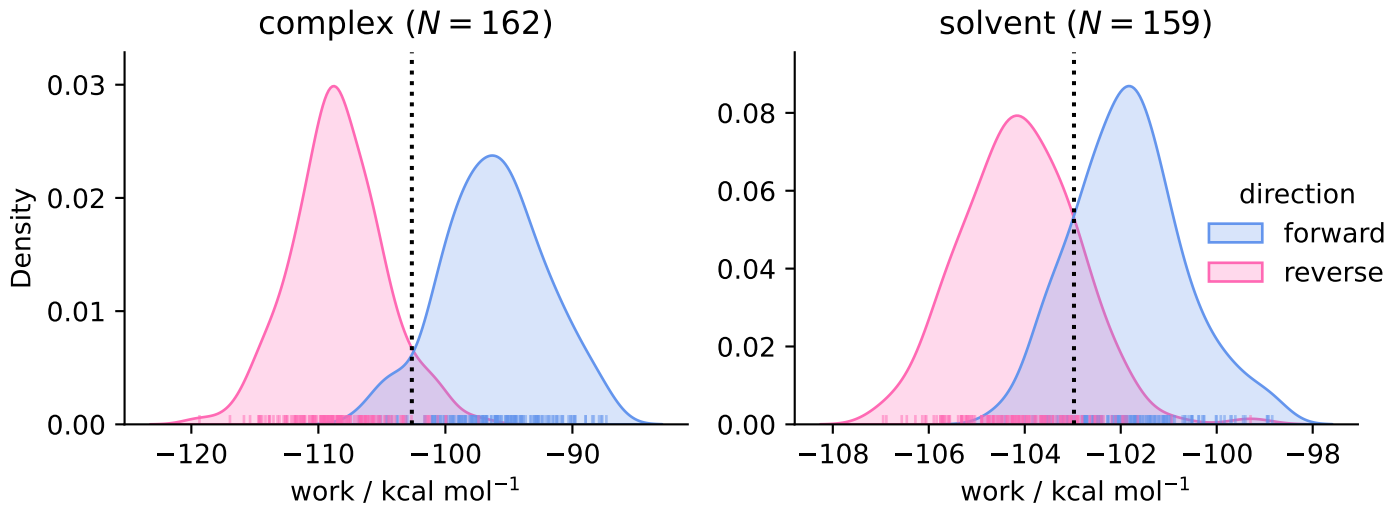 complex (N = 162)
Density
0.03
0.02
0.01
0.00
−120
−110
−100
−90
work / kcal mol⁻¹
solvent (N = 159)
0.08
0.06
0.04
0.02
0.00
−108
−106
−104
−102
−100
−98
work / kcal mol⁻¹
direction
forward
reverse